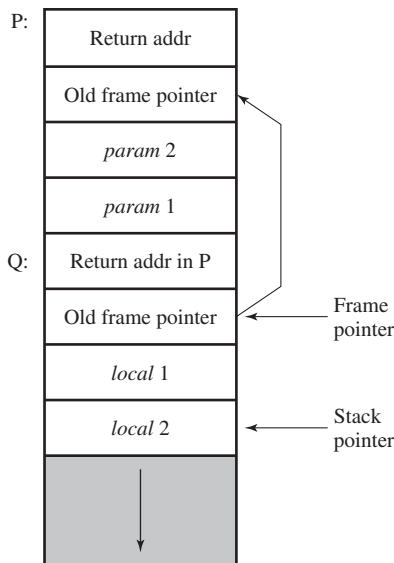 P:
Return addr
Old frame pointer
param 2
param 1
Q:
Return addr in P
Old frame pointer
Frame
pointer
local 1
local 2
Stack
pointer